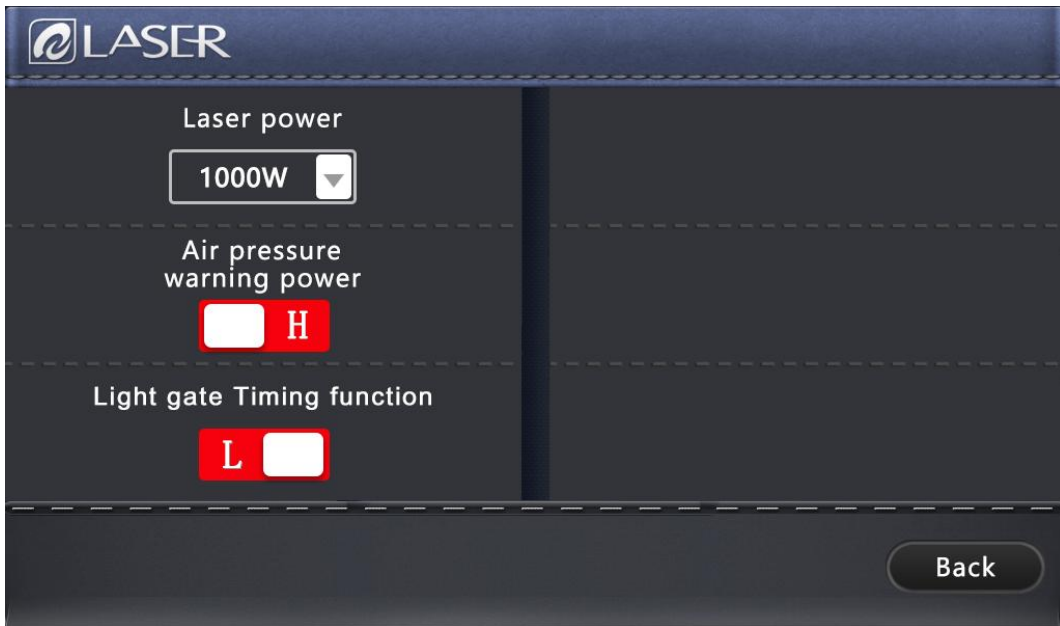 LASER
Laser power
1000W
Air pressure
warning power
H
Light gate Timing function
L
Back